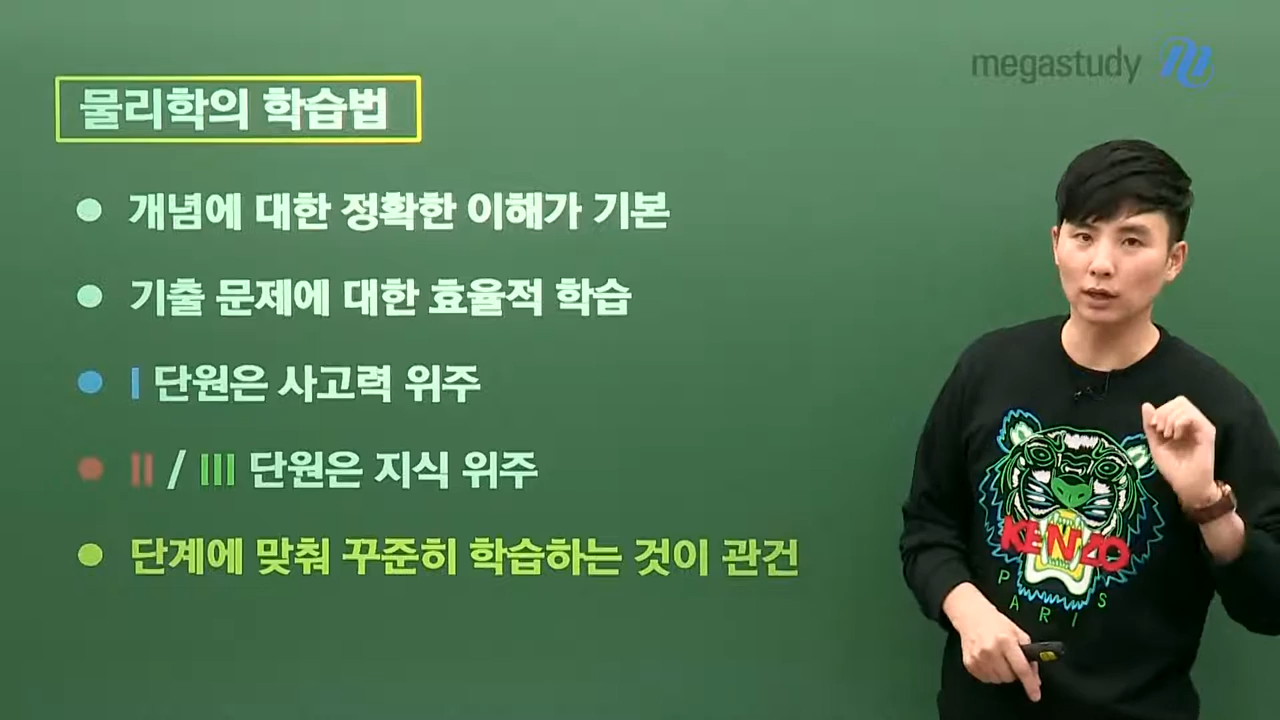 megastudy
물리학의 학습법
개념에 대한 정확한 이해가 기본
기출 문제에 대한 효율적 학습
I 단원은 사고력 위주
II / III 단원은 지식 위주
단계에 맞춰 꾸준히 학습하는 것이 관건
KENZO
PARIS